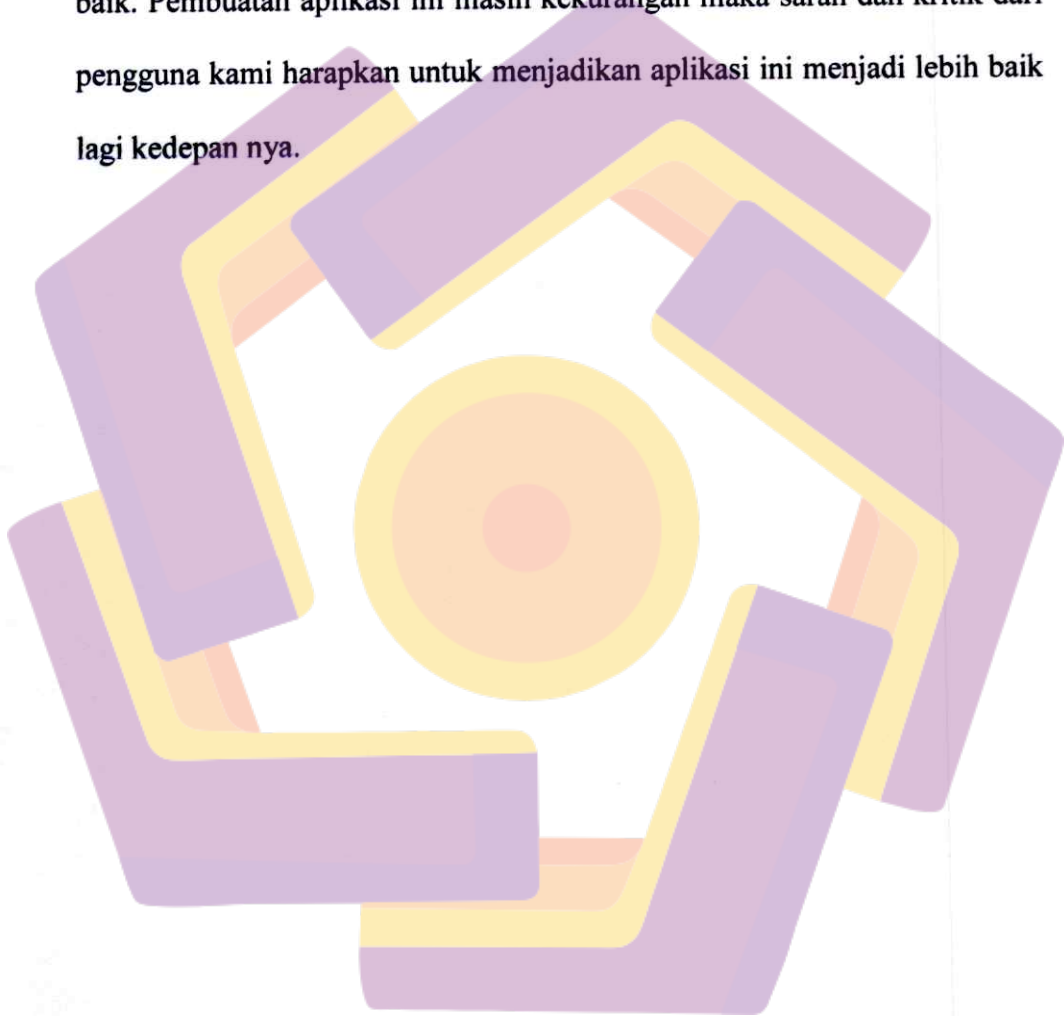 baik. Pembuatan aplikasi ini masih kekurangan maka saran dan kritik dari
pengguna kami harapkan untuk menjadikan aplikasi ini menjadi lebih baik
lagi kedepan nya.